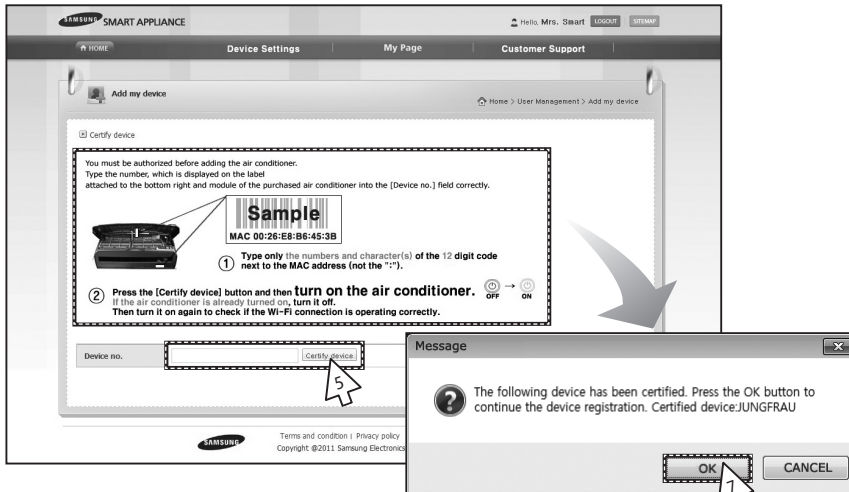 SAMSUNG SMART APPLIANCE
Hello, Mrs. Smart LOGOUT SITEMAP
HOME Device Settings My Page Customer Support
Add my device
Home > User Management > Add my device
Certify device
You must be authorized before adding the air conditioner.
Type the number, which is displayed on the label
attached to the bottom right and module of the purchased air conditioner into the [Device no.] field correctly.
Sample
MAC 00:26:E8:B6:45:3B
① Type only the numbers and character(s) of the 12 digit code
next to the MAC address (not the ":").
② Press the [Certify device] button and then turn on the air conditioner.
If the air conditioner is already turned on, turn it off.
Then turn it on again to check if the Wi-Fi connection is operating correctly.
OFF → ON
Device no. Certify device
5
Message
The following device has been certified. Press the OK button to
continue the device registration. Certified device:JUNGFRAU
OK CANCEL
7
SAMSUNG
Terms and condition | Privacy policy
Copyright @2011 Samsung Electronics